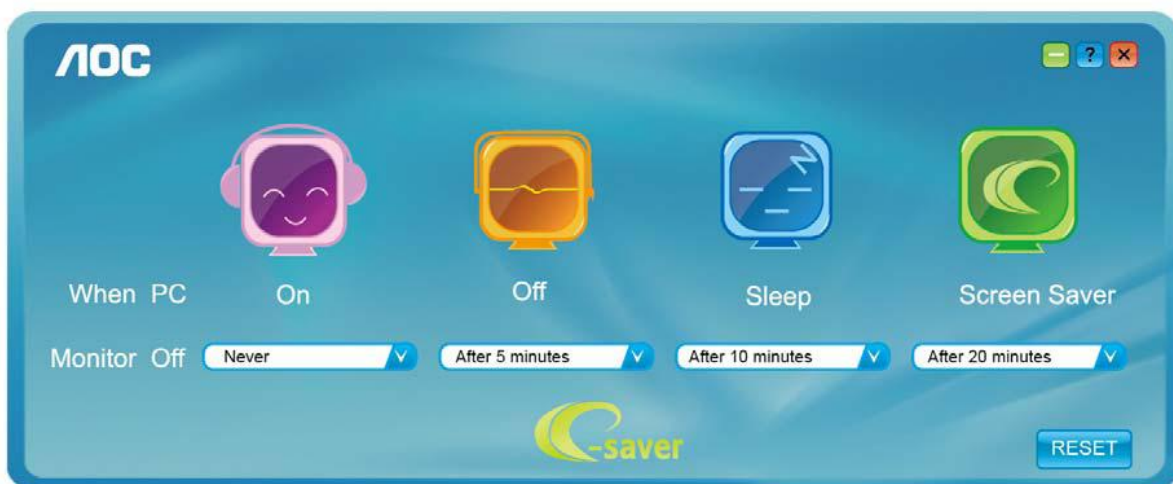 AOC
?
When PC On Off Sleep Screen Saver
Monitor Off Never After 5 minutes After 10 minutes After 20 minutes
e-saver
RESET